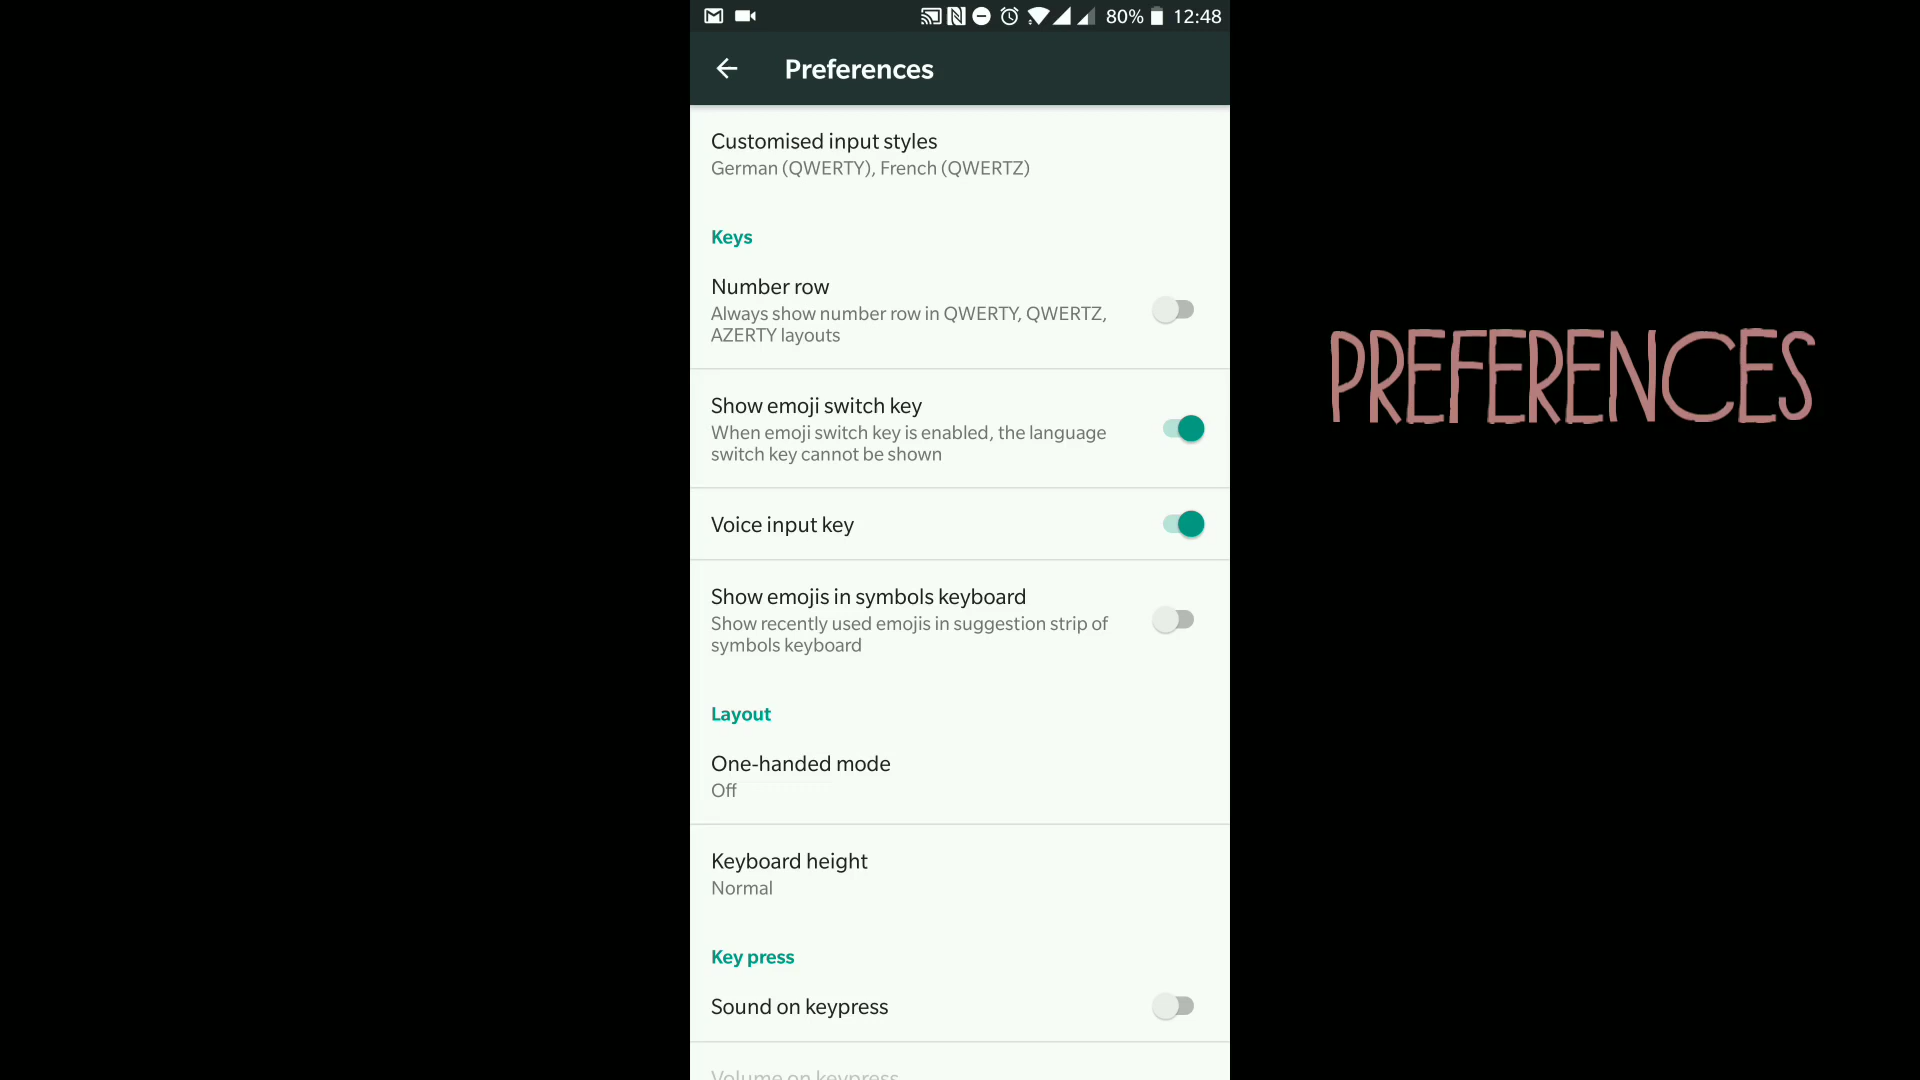 80% 12:48
Preferences
Customised input styles
German (QWERTY), French (QWERTZ)
Keys
Number row
Always show number row in QWERTY, QWERTZ,
AZERTY layouts
Show emoji switch key
When emoji switch key is enabled, the language
switch key cannot be shown
Voice input key
Show emojis in symbols keyboard
Show recently used emojis in suggestion strip of
symbols keyboard
Layout
One-handed mode
Off
Keyboard height
Normal
Key press
Sound on keypress
Volume on keypress
PREFERENCES